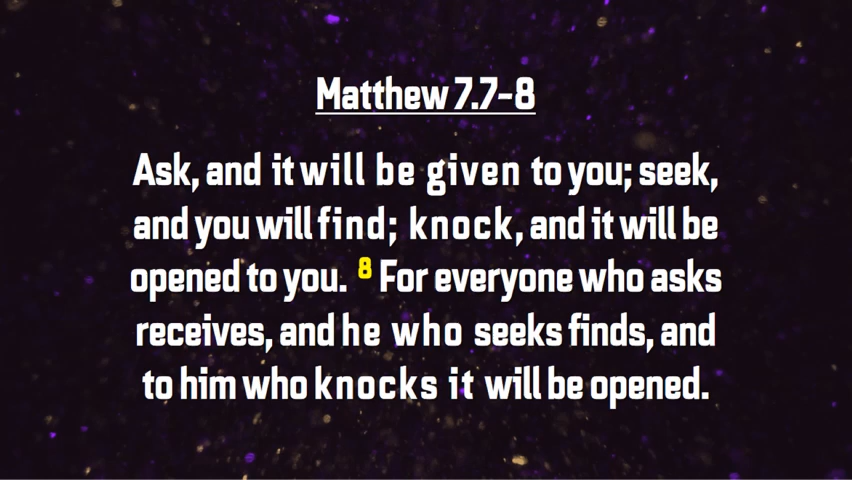 Matthew 7.7-8
Ask, and it will be given to you; seek,
and you will find; knock, and it will be
opened to you. 8 For everyone who asks
receives, and he who seeks finds, and
to him who knocks it will be opened.